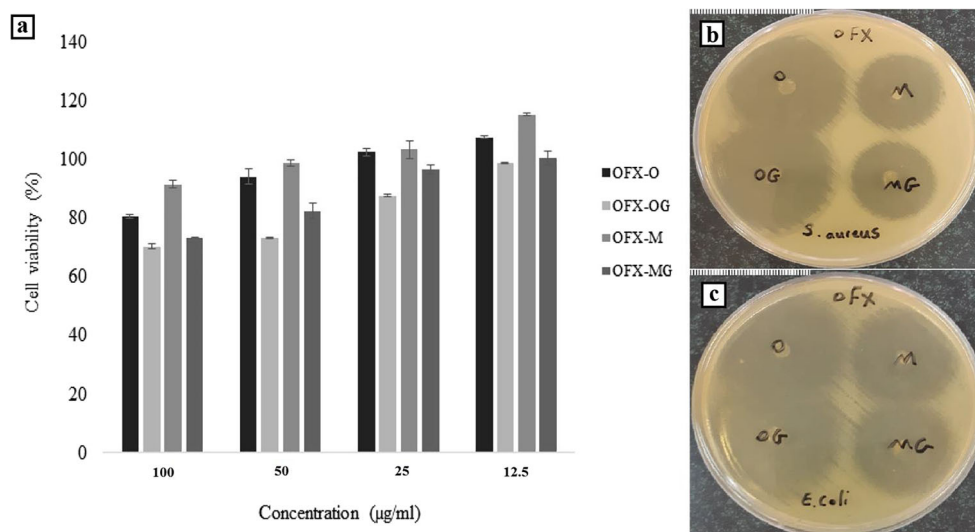 a
140
120
100
80
60
40
20
0
Cell viability (%)
100 50 25 12.5
Concentration (µg/ml)
OFX-O
OFX-OG
OFX-M
OFX-MG
b
OFX
O M
OG MG
S. aureus
c
OFX
O M
OG MG
E. coli